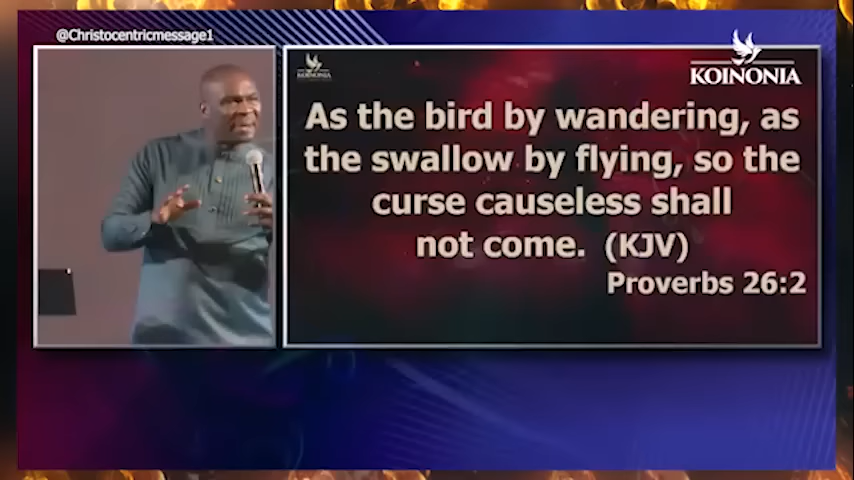 @Christocentricmessage1
KOINONIA
KOINONIA
As the bird by wandering, as
the swallow by flying, so the
curse causeless shall
not come. (KJV)
Proverbs 26:2